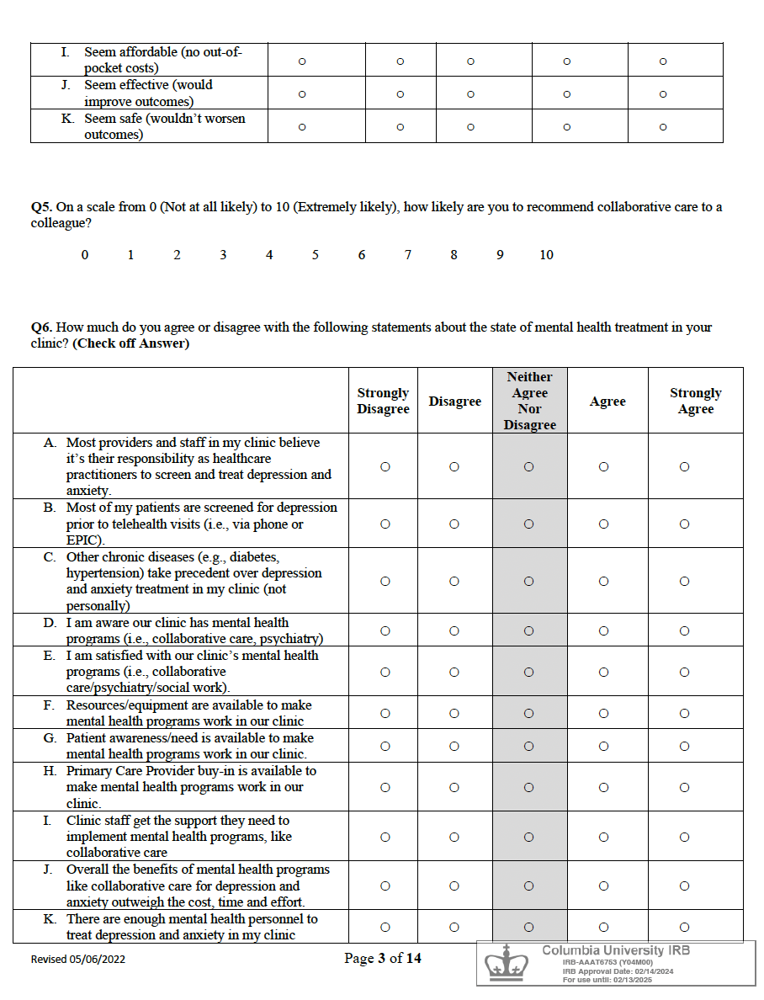 I. Seem affordable (no out-of-
pocket costs)
J. Seem effective (would
improve outcomes)
K. Seem safe (wouldn’t worsen
outcomes)
Q5. On a scale from 0 (Not at all likely) to 10 (Extremely likely), how likely are you to recommend collaborative care to a
colleague?
0 1 2 3 4 5 6 7 8 9 10
Q6. How much do you agree or disagree with the following statements about the state of mental health treatment in your
clinic? (Check off Answer)
Strongly
Disagree
Disagree
Neither
Agree
Nor
Disagree
Agree
Strongly
Agree
A. Most providers and staff in my clinic believe
it’s their responsibility as healthcare
practitioners to screen and treat depression and
anxiety.
B. Most of my patients are screened for depression
prior to telehealth visits (i.e., via phone or
EPIC).
C. Other chronic diseases (e.g., diabetes,
hypertension) take precedent over depression
and anxiety treatment in my clinic (not
personally)
D. I am aware our clinic has mental health
programs (i.e., collaborative care, psychiatry)
E. I am satisfied with our clinic’s mental health
programs (i.e., collaborative
care/psychiatry/social work).
F. Resources/equipment are available to make
mental health programs work in our clinic
G. Patient awareness/need is available to make
mental health programs work in our clinic.
H. Primary Care Provider buy-in is available to
make mental health programs work in our
clinic.
I. Clinic staff get the support they need to
implement mental health programs, like
collaborative care
J. Overall the benefits of mental health programs
like collaborative care for depression and
anxiety outweigh the cost, time and effort.
K. There are enough mental health personnel to
treat depression and anxiety in my clinic
Revised 05/06/2022
Page 3 of 14
Columbia University IRB
IRB-AAAT6753 (Y04M00)
IRB Approval Date: 02/14/2024
For use until: 02/13/2025